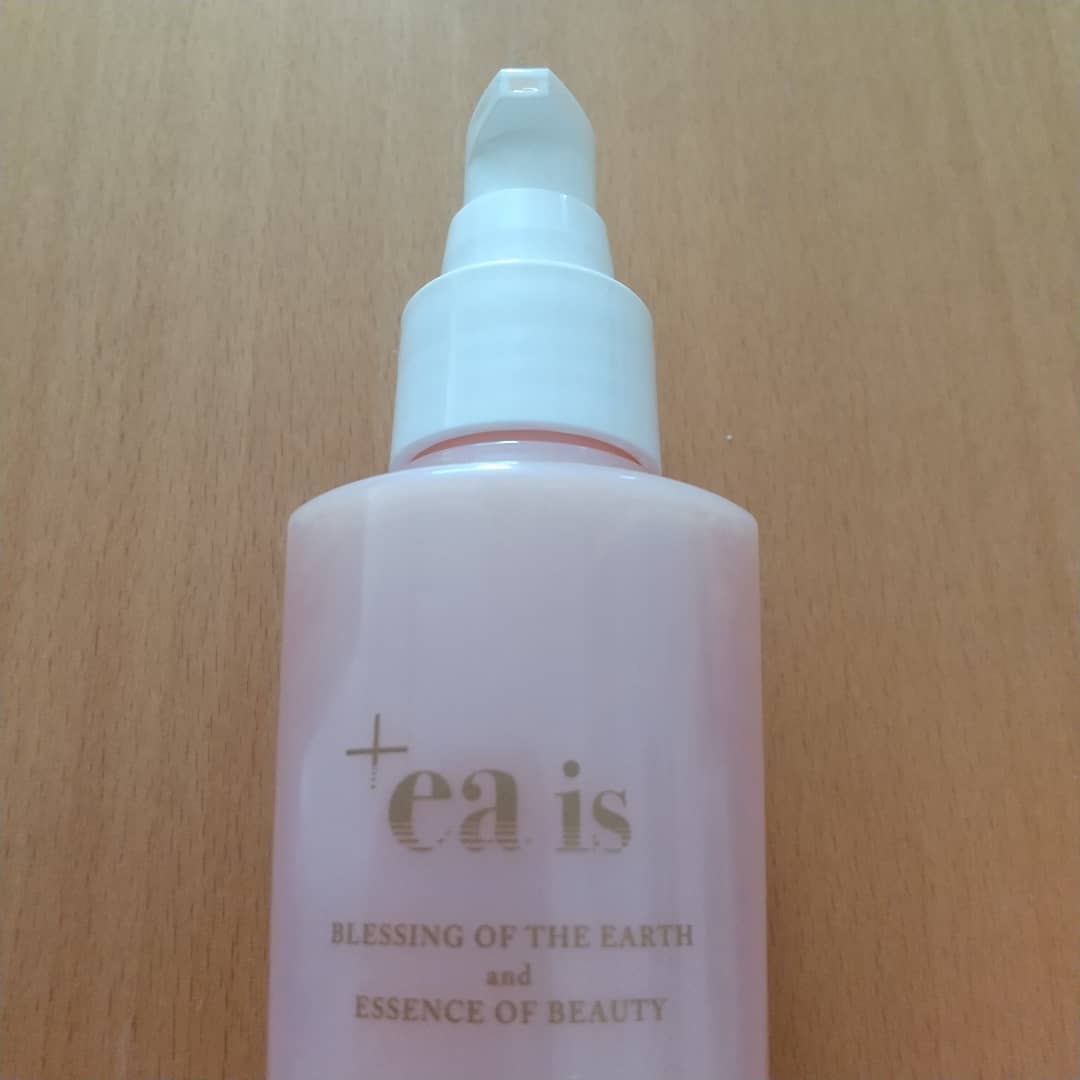 +ea is
BLESSING OF THE EARTH
and
ESSENCE OF BEAUTY